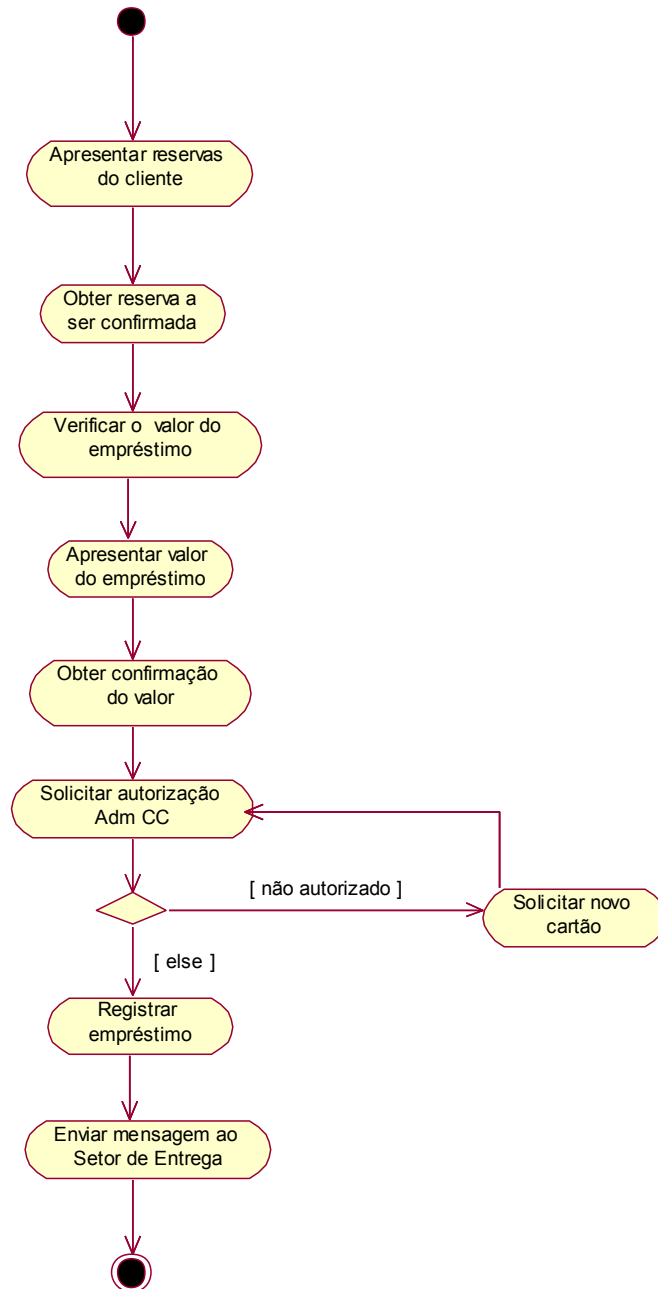 Apresentar reservas
do cliente
Obter reserva a
ser confirmada
Verificar o valor do
empréstimo
Apresentar valor
do empréstimo
Obter confirmação
do valor
Solicitar autorização
Adm CC
[ não autorizado ]
Solicitar novo
cartão
[ else ]
Registrar
empréstimo
Enviar mensagem ao
Setor de Entrega